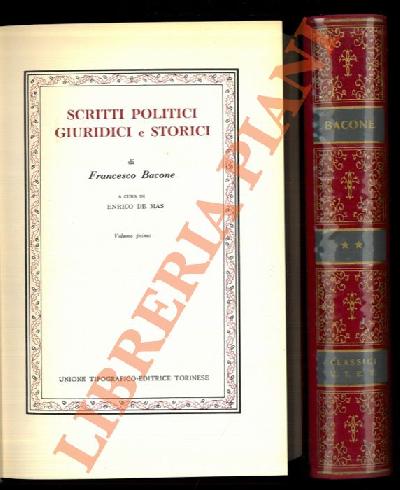 SCRITTI POLITICI
GIURIDICI e STORICI
di
Francesco Bacone
A CURA DI
ENRICO DE MAS
Volume primo
UNIONE TIPOGRAFICO-EDITRICE TORINESE
BACONE
★★
CLASSICI
U.T.E.T
LIBRERIA PIANI